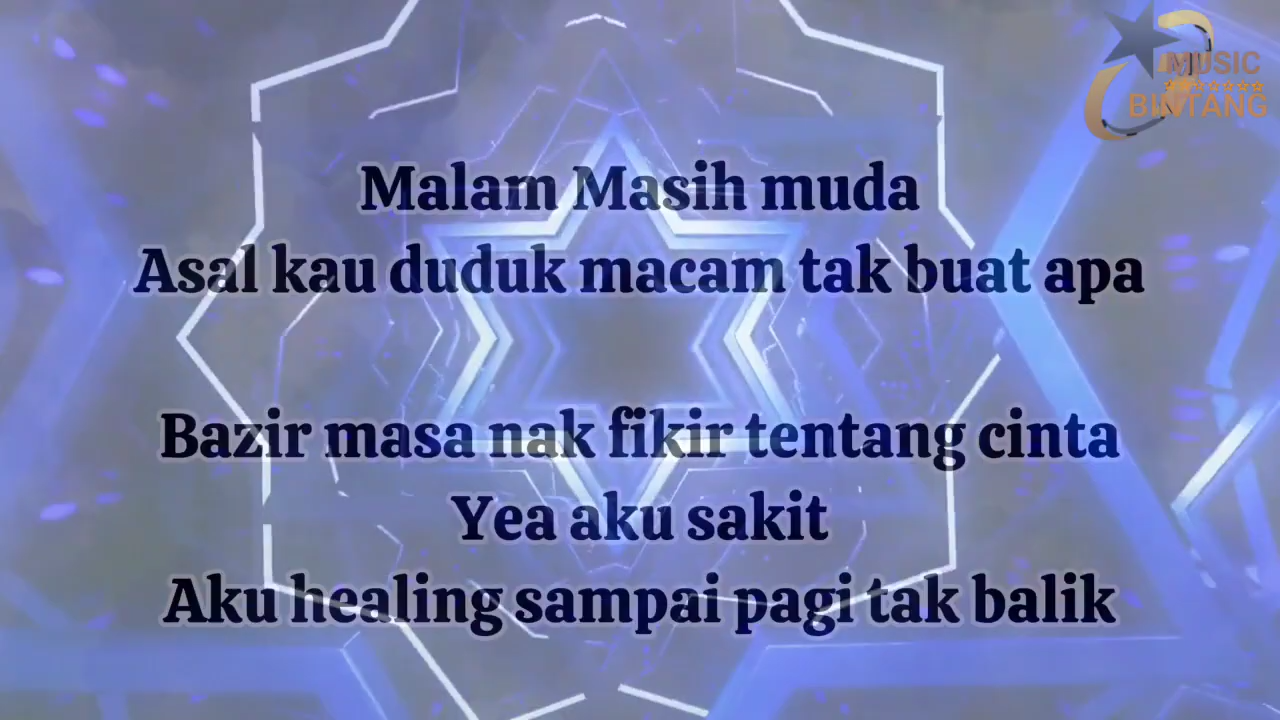 MUSIC
BINTANG
Malam Masih muda
Asal kau duduk macam tak buat apa
Bazir masa nak fikir tentang cinta
Yea aku sakit
Aku healing sampai pagi tak balik